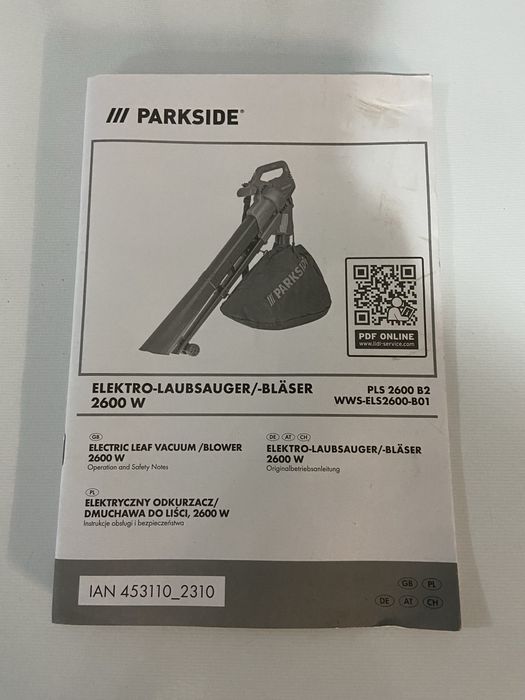 /// PARKSIDE®
/// PARKSIDE
PDF ONLINE
www.lidl-service.com
ELEKTRO-LAUBSAUGER/-BLÄSER
2600 W
PLS 2600 B2
WWS-ELS2600-B01
GB
ELECTRIC LEAF VACUUM /BLOWER
2600 W
Operation and Safety Notes
DE AT CH
ELEKTRO-LAUBSAUGER/-BLÄSER
2600 W
Originalbetriebsanleitung
PL
ELEKTRYCZNY ODKURZACZ/
DMUCHAWA DO LIŚCI, 2600 W
Instrukcje obsługi i bezpieczeństwa
IAN 453110_2310
GB PL
DE AT CH